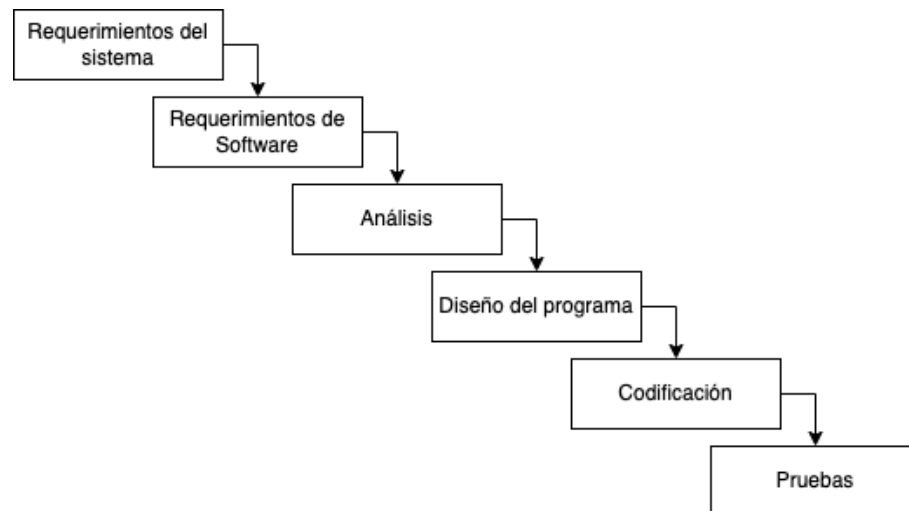 Requerimientos del
sistema
Requerimientos de
Software
Análisis
Diseño del programa
Codificación
Pruebas